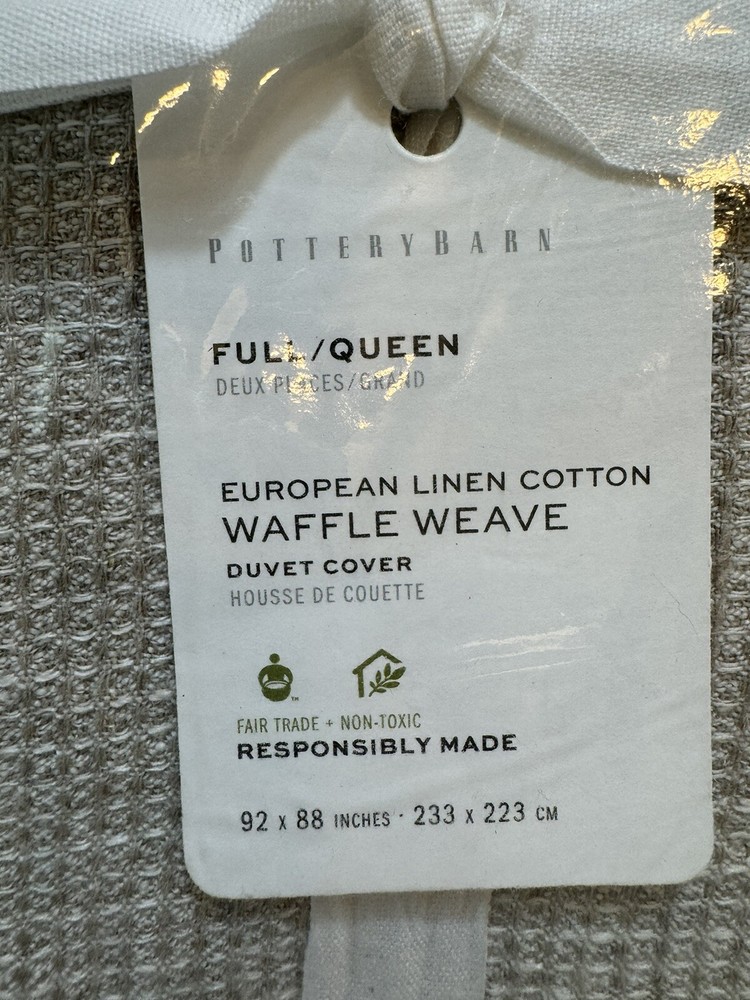 POTTERYBARN
FULL/QUEEN
DEUX PLACES/GRAND
EUROPEAN LINEN COTTON
WAFFLE WEAVE
DUVET COVER
HOUSSE DE COUETTE
TM
FAIR TRADE + NON-TOXIC
RESPONSIBLY MADE
92 X 88 INCHES · 233 X 223 CM